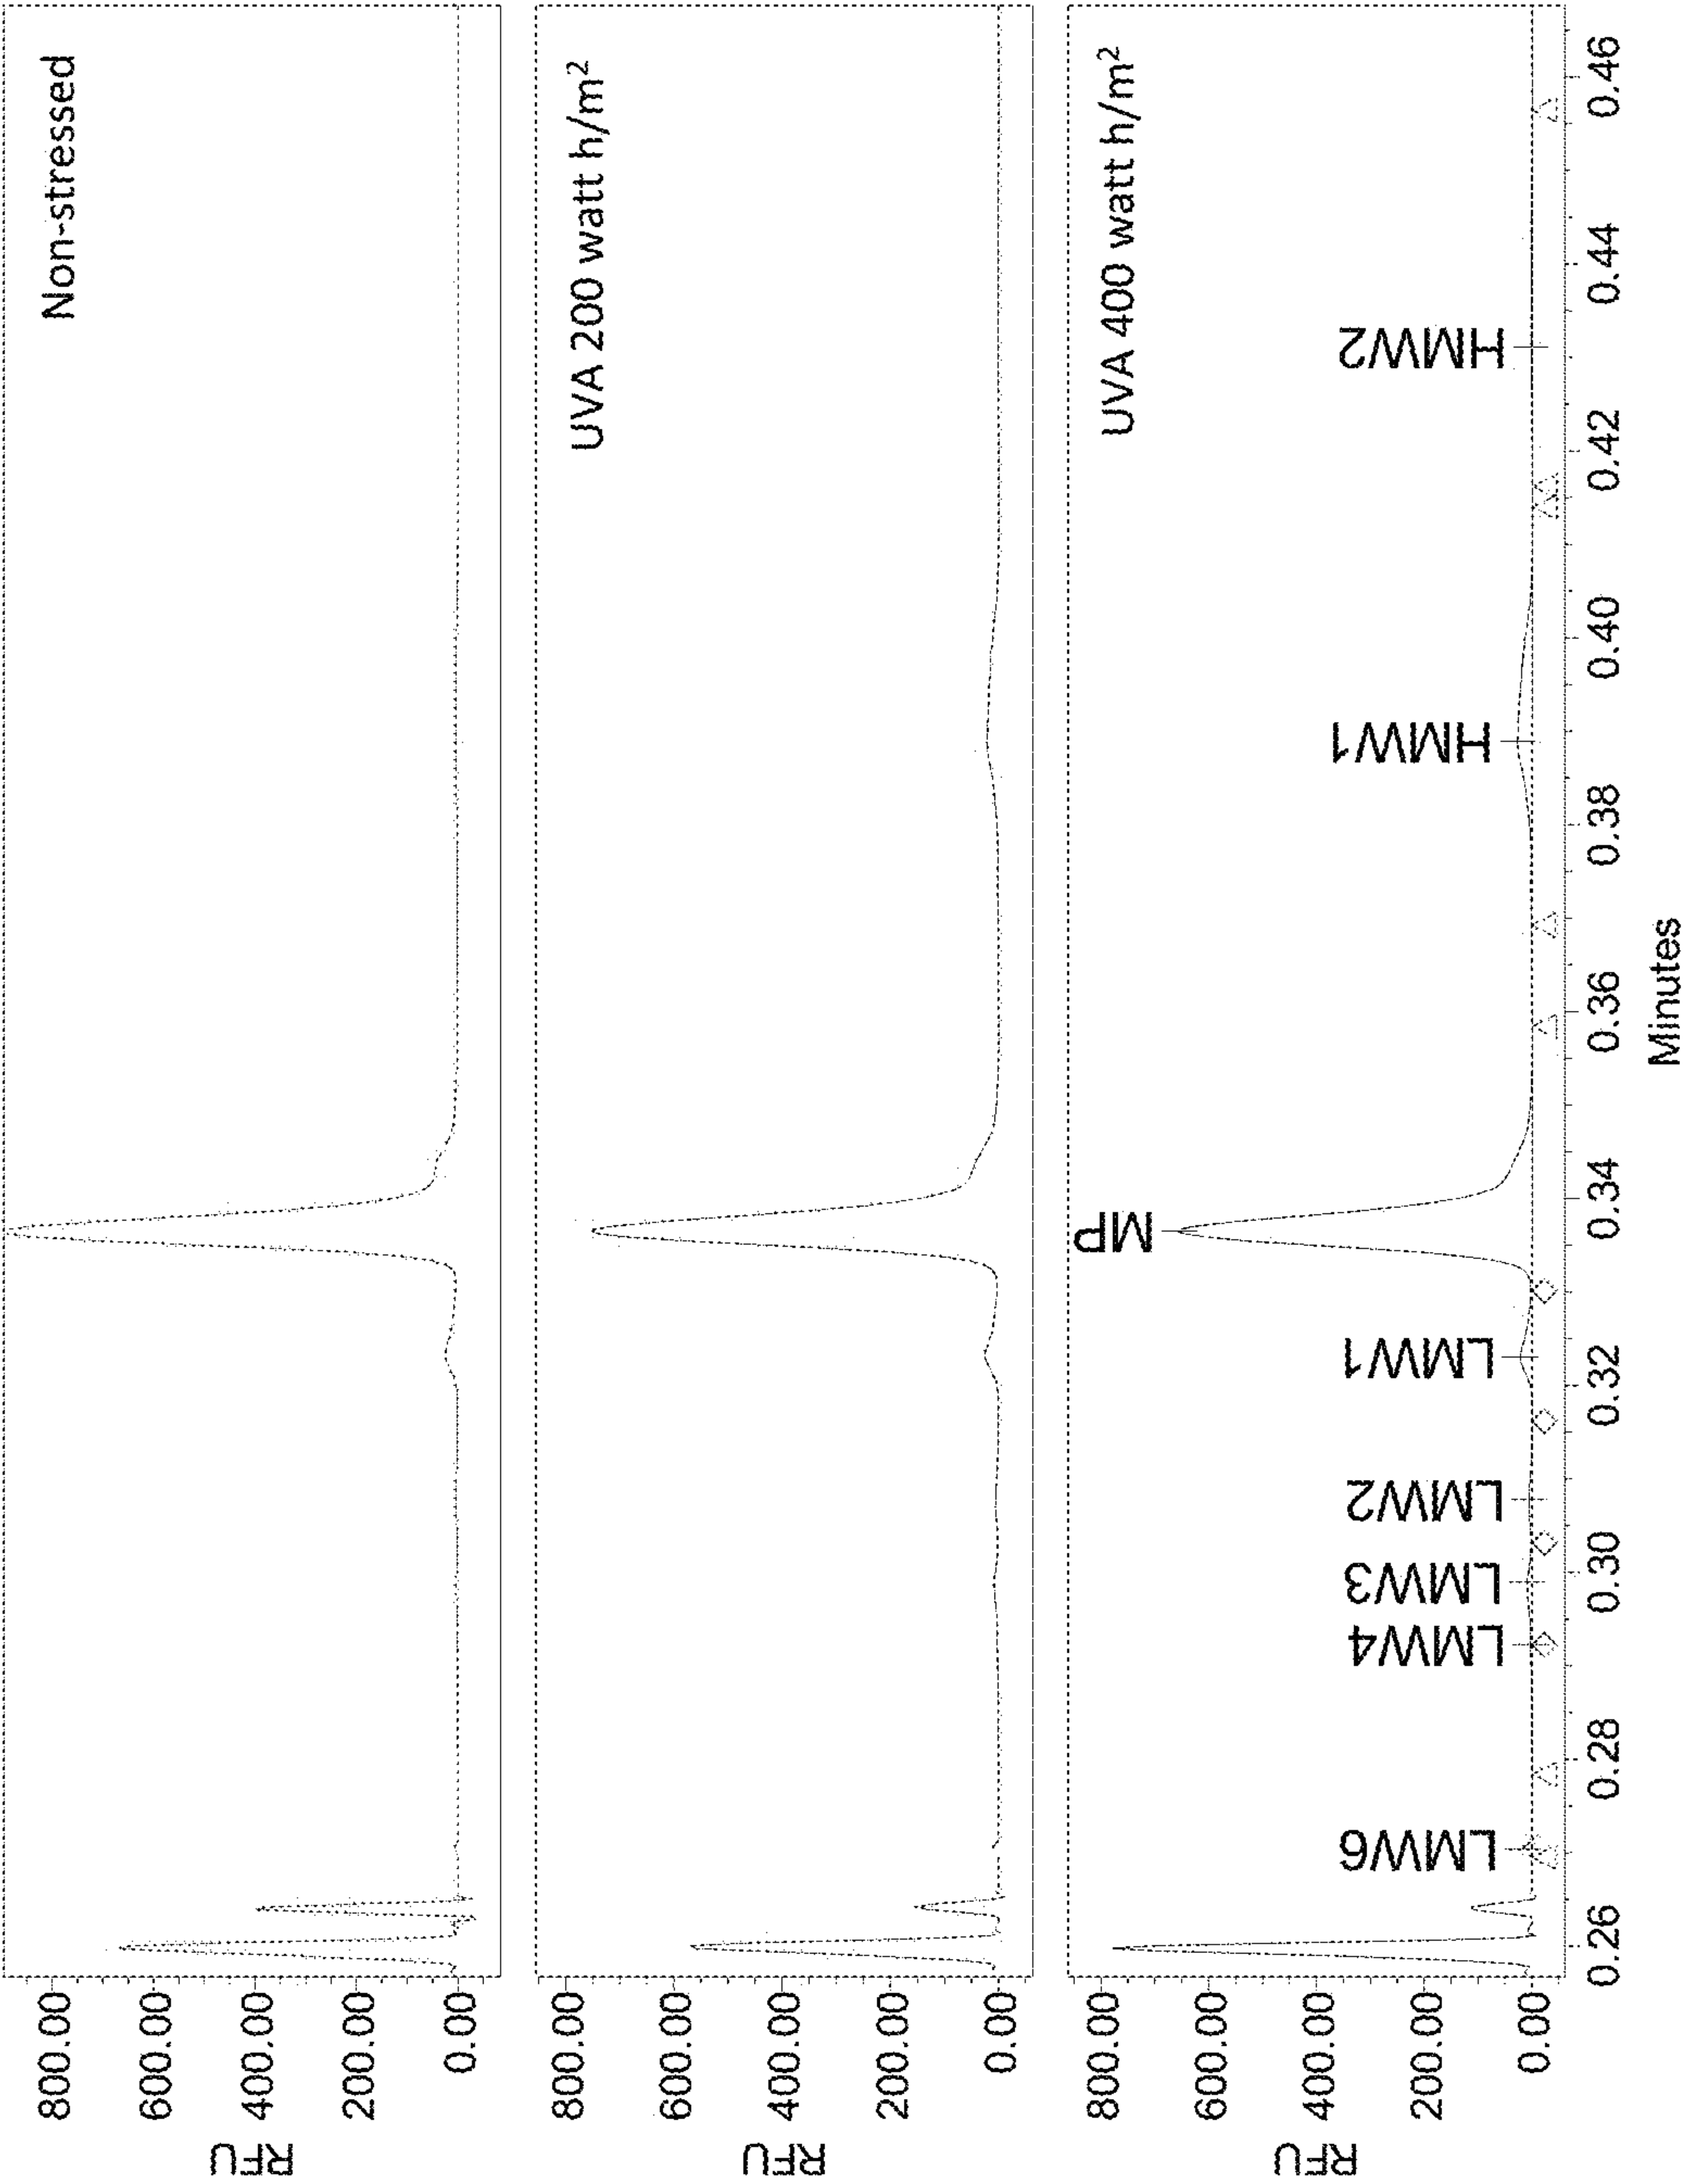 Non-stressed
800.00
600.00
400.00
200.00
0.00
RFU
UVA 200 watt h/m²
800.00
600.00
400.00
200.00
0.00
RFU
UVA 400 watt h/m²
800.00
600.00
400.00
200.00
0.00
RFU
LMW6
LMW4
LMW3
LMW2
LMW1
MP
HMW1
HMW2
0.26
0.28
0.30
0.32
0.34
0.36
0.38
0.40
0.42
0.44
0.46
Minutes